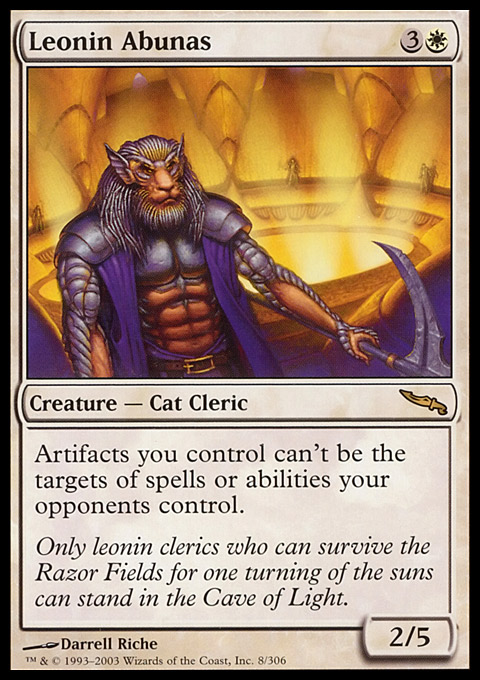 Leonin Abunas 3
Creature — Cat Cleric
Artifacts you control can't be the
targets of spells or abilities your
opponents control.
Only leonin clerics who can survive the
Razor Fields for one turning of the suns
can stand in the Cave of Light.
Darrell Riche
™ & © 1993–2003 Wizards of the Coast, Inc. 8/306
2/5